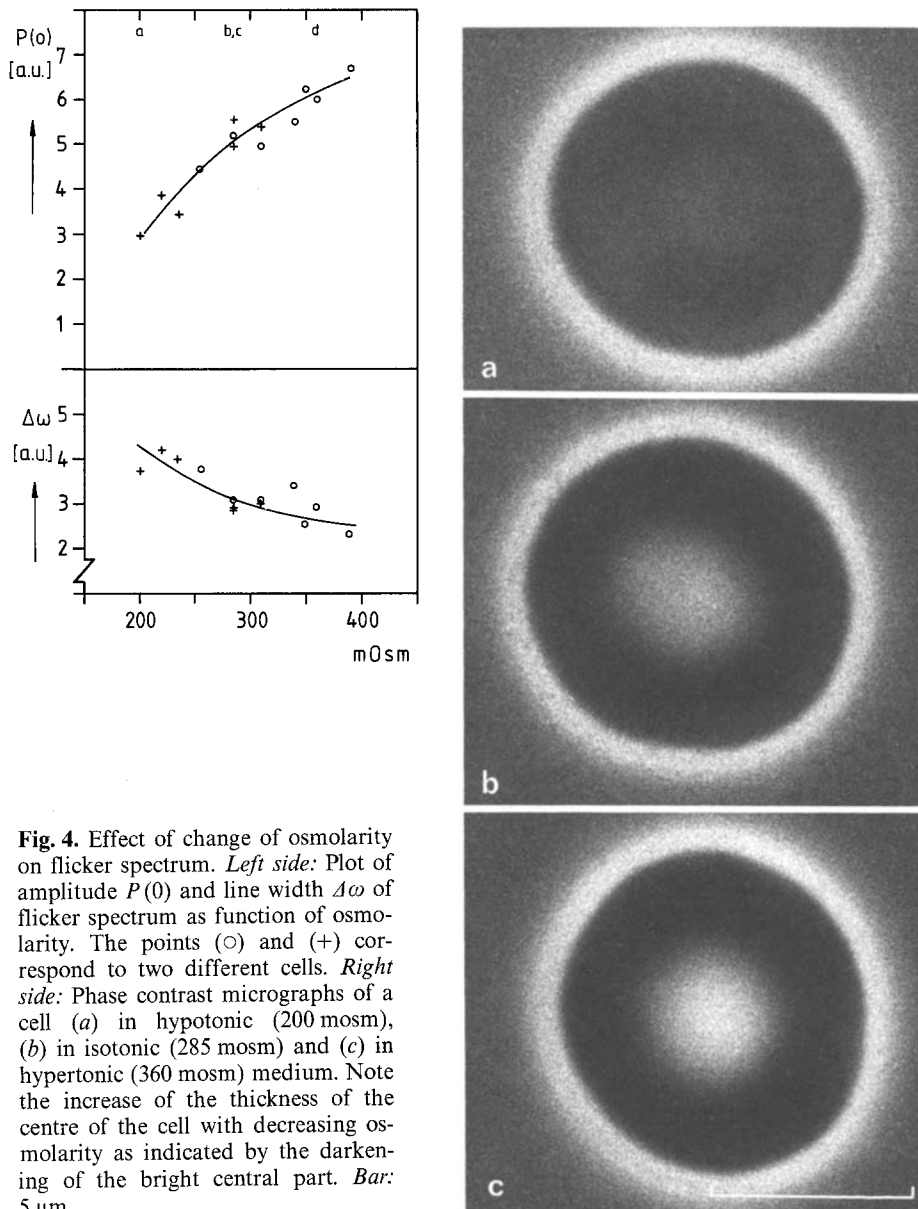 a b,c d
P(o)
[a.u.]
7
6
5
4
3
2
1
Δω
[a.u.]
5
4
3
2
200 300 400
mOsm
Fig. 4. Effect of change of osmolarity
on flicker spectrum. Left side: Plot of
amplitude P(0) and line width Δω of
flicker spectrum as function of osmo-
larity. The points (○) and (+) cor-
respond to two different cells. Right
side: Phase contrast micrographs of a
cell (a) in hypotonic (200 mosm),
(b) in isotonic (285 mosm) and (c) in
hypertonic (360 mosm) medium. Note
the increase of the thickness of the
centre of the cell with decreasing os-
molarity as indicated by the darken-
ing of the bright central part. Bar:
5 μm
a
b
c